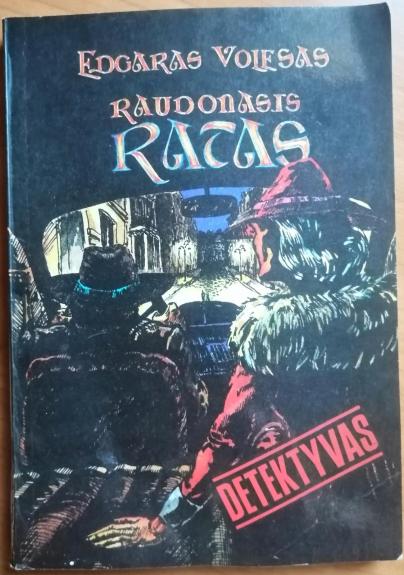 EDGARAS VOLESAS
RAUDONASIS
RATAS
DETEKTYVAS